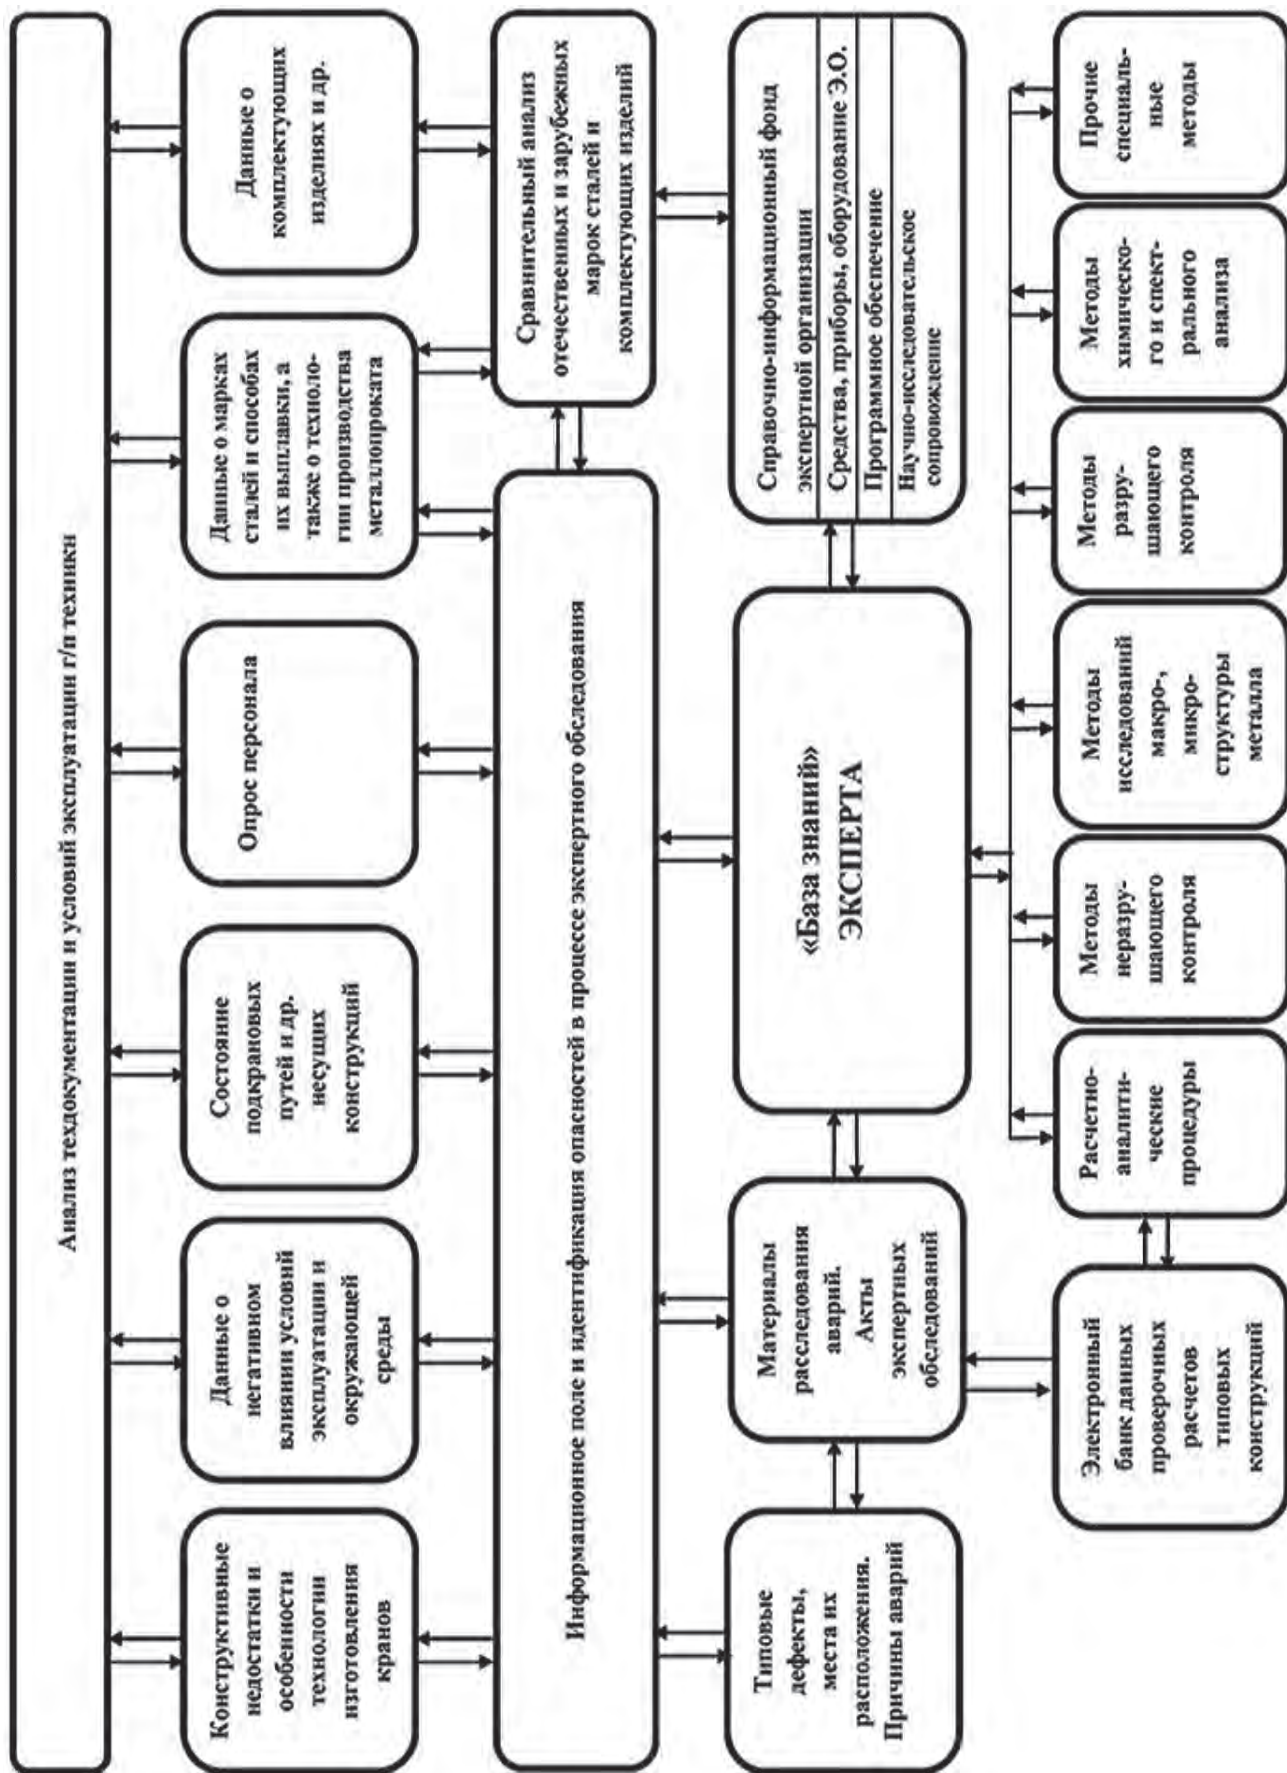 Анализ техдокументации и условий эксплуатации г/п техники
Конструктивные
недостатки и
особенности
технологии
изготовления
кранов
Данные о
негативном
влиянии условий
эксплуатации и
окружающей
среды
Состояние
подкрановых
путей и др.
несущих
конструкций
Опрос персонала
Данные о марках
сталей и способах
их выплавки, а
также о техноло-
гии производства
металлопроката
Данные о
комплектующих
изделиях и др.
Информационное поле и идентификация опасностей в процессе экспертного обследования
Сравнительный анализ
отечественных и зарубежных
марок сталей и
комплектующих изделий
Типовые
дефекты,
места их
расположения.
Причины аварий
Материалы
расследования
аварий.
Акты
экспертных
обследований
«База знаний»
ЭКСПЕРТА
Справочно-информационный фонд
экспертной организации
Средства, приборы, оборудование Э.О.
Программное обеспечение
Научно-исследовательское
сопровождение
Электронный
банк данных
проверочных
расчетов
типовых
конструкций
Расчетно-
аналити-
ческие
процедуры
Методы
неразру-
шающего
контроля
Методы
исследований
макро-,
микро-
структуры
металла
Методы
разру-
шающего
контроля
Методы
химическо-
го и спект-
рального
анализа
Прочие
специаль-
ные
методы